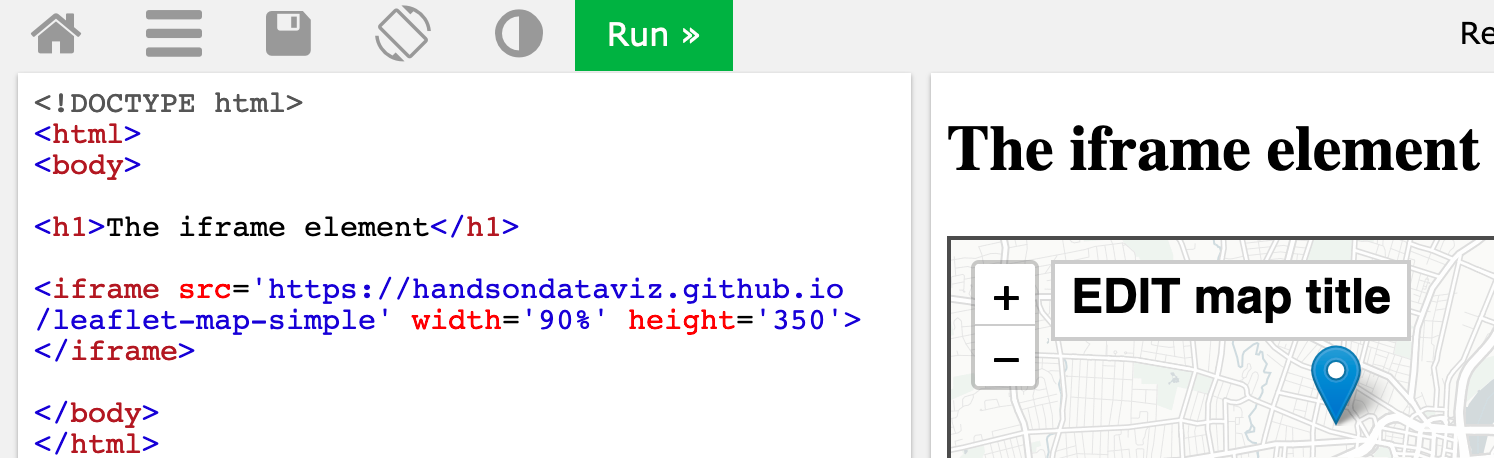 Run »
Re
<!DOCTYPE html>
<html>
<body>
<h1>The iframe element</h1>
<iframe src='https://handsondataviz.github.io
/leaflet-map-simple' width='90%' height='350'>
</iframe>
</body>
</html>
The iframe element
+
EDIT map title
−